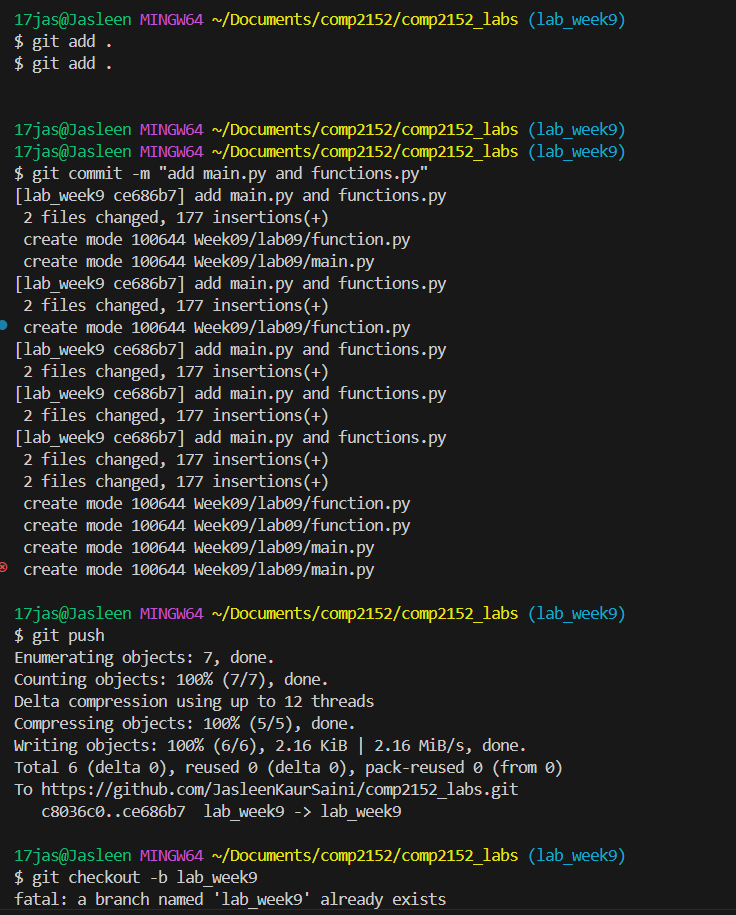 17jas@Jasleen MINGW64 ~/Documents/comp2152/comp2152_labs (lab_week9)
$ git add .
$ git add .
17jas@Jasleen MINGW64 ~/Documents/comp2152/comp2152_labs (lab_week9)
17jas@Jasleen MINGW64 ~/Documents/comp2152/comp2152_labs (lab_week9)
$ git commit -m "add main.py and functions.py"
[lab_week9 ce686b7] add main.py and functions.py
 2 files changed, 177 insertions(+)
 create mode 100644 Week09/lab09/function.py
 create mode 100644 Week09/lab09/main.py
[lab_week9 ce686b7] add main.py and functions.py
 2 files changed, 177 insertions(+)
 create mode 100644 Week09/lab09/function.py
[lab_week9 ce686b7] add main.py and functions.py
 2 files changed, 177 insertions(+)
[lab_week9 ce686b7] add main.py and functions.py
 2 files changed, 177 insertions(+)
[lab_week9 ce686b7] add main.py and functions.py
 2 files changed, 177 insertions(+)
 2 files changed, 177 insertions(+)
 create mode 100644 Week09/lab09/function.py
 create mode 100644 Week09/lab09/function.py
 create mode 100644 Week09/lab09/main.py
 create mode 100644 Week09/lab09/main.py
17jas@Jasleen MINGW64 ~/Documents/comp2152/comp2152_labs (lab_week9)
$ git push
Enumerating objects: 7, done.
Counting objects: 100% (7/7), done.
Delta compression using up to 12 threads
Compressing objects: 100% (5/5), done.
Writing objects: 100% (6/6), 2.16 KiB | 2.16 MiB/s, done.
Total 6 (delta 0), reused 0 (delta 0), pack-reused 0 (from 0)
To https://github.com/JasleenKaurSaini/comp2152_labs.git
   c8036c0..ce686b7  lab_week9 -> lab_week9
17jas@Jasleen MINGW64 ~/Documents/comp2152/comp2152_labs (lab_week9)
$ git checkout -b lab_week9
fatal: a branch named 'lab_week9' already exists